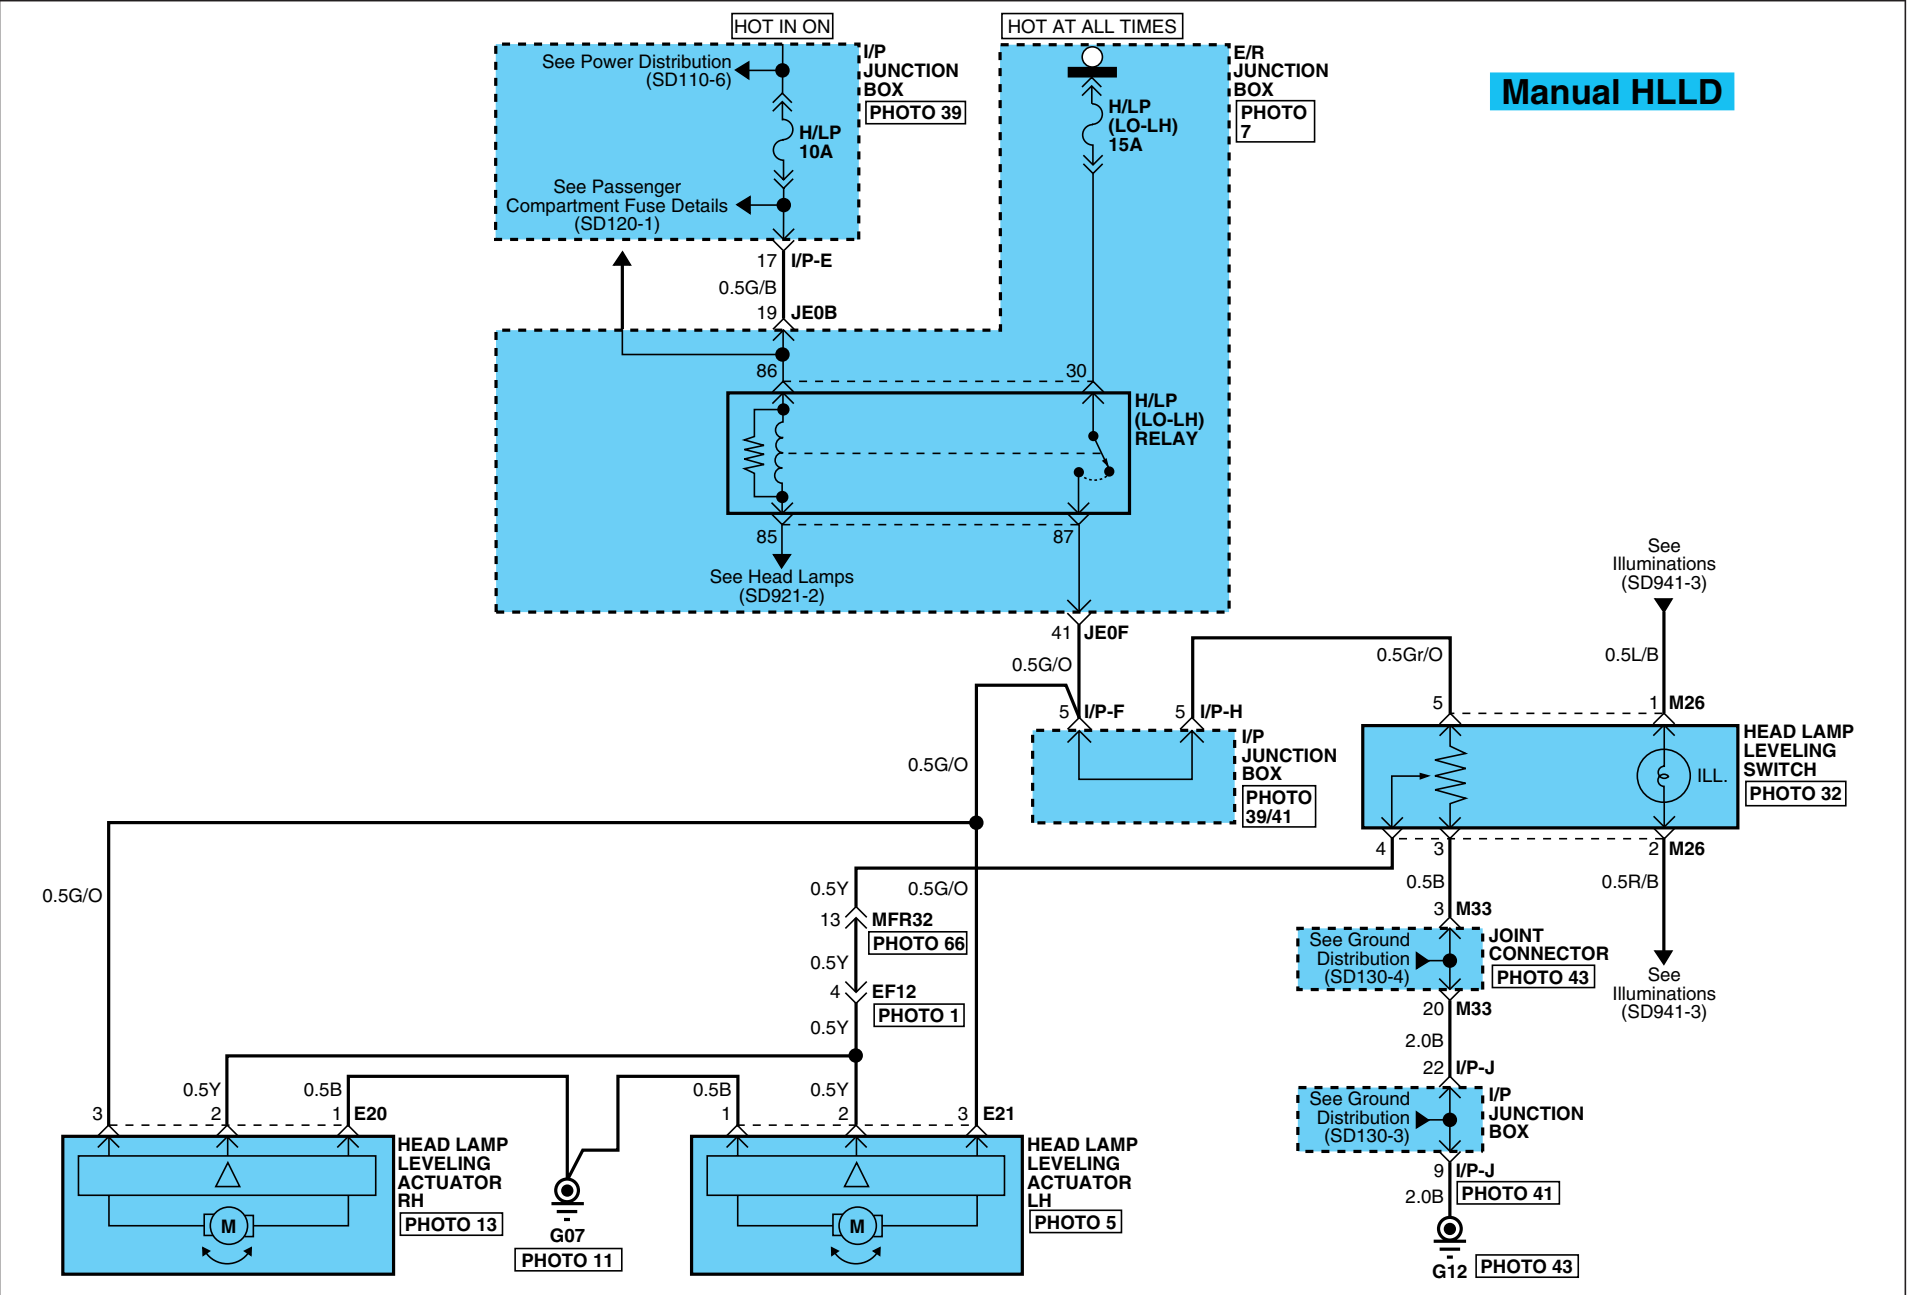 HOT IN ON
HOT AT ALL TIMES
Manual HLLD
See Power Distribution
(SD110-6)
I/P
JUNCTION
BOX
PHOTO 39
H/LP
10A
See Passenger
Compartment Fuse Details
(SD120-1)
E/R
JUNCTION
BOX
PHOTO
7
H/LP
(LO-LH)
15A
17 I/P-E
0.5G/B
19 JE0B
86
30
H/LP
(LO-LH)
RELAY
85
87
See Head Lamps
(SD921-2)
41 JE0F
0.5G/O
5 I/P-F
5 I/P-H
I/P
JUNCTION
BOX
PHOTO
39/41
0.5Gr/O
See
Illuminations
(SD941-3)
0.5L/B
5
1 M26
HEAD LAMP
LEVELING
SWITCH
PHOTO 32
ILL.
4
3
2 M26
0.5G/O
0.5G/O
0.5Y
0.5G/O
13 MFR32
PHOTO 66
0.5Y
4 EF12
PHOTO 1
0.5Y
0.5B
3 M33
See Ground
Distribution
(SD130-4)
JOINT
CONNECTOR
PHOTO 43
20 M33
2.0B
22 I/P-J
See Ground
Distribution
(SD130-3)
I/P
JUNCTION
BOX
9 I/P-J
PHOTO 41
2.0B
G12
PHOTO 43
0.5R/B
See
Illuminations
(SD941-3)
0.5Y
0.5B
3
2
1 E20
HEAD LAMP
LEVELING
ACTUATOR
RH
PHOTO 13
M
G07
PHOTO 11
0.5B
0.5Y
1
2
3 E21
HEAD LAMP
LEVELING
ACTUATOR
LH
PHOTO 5
M